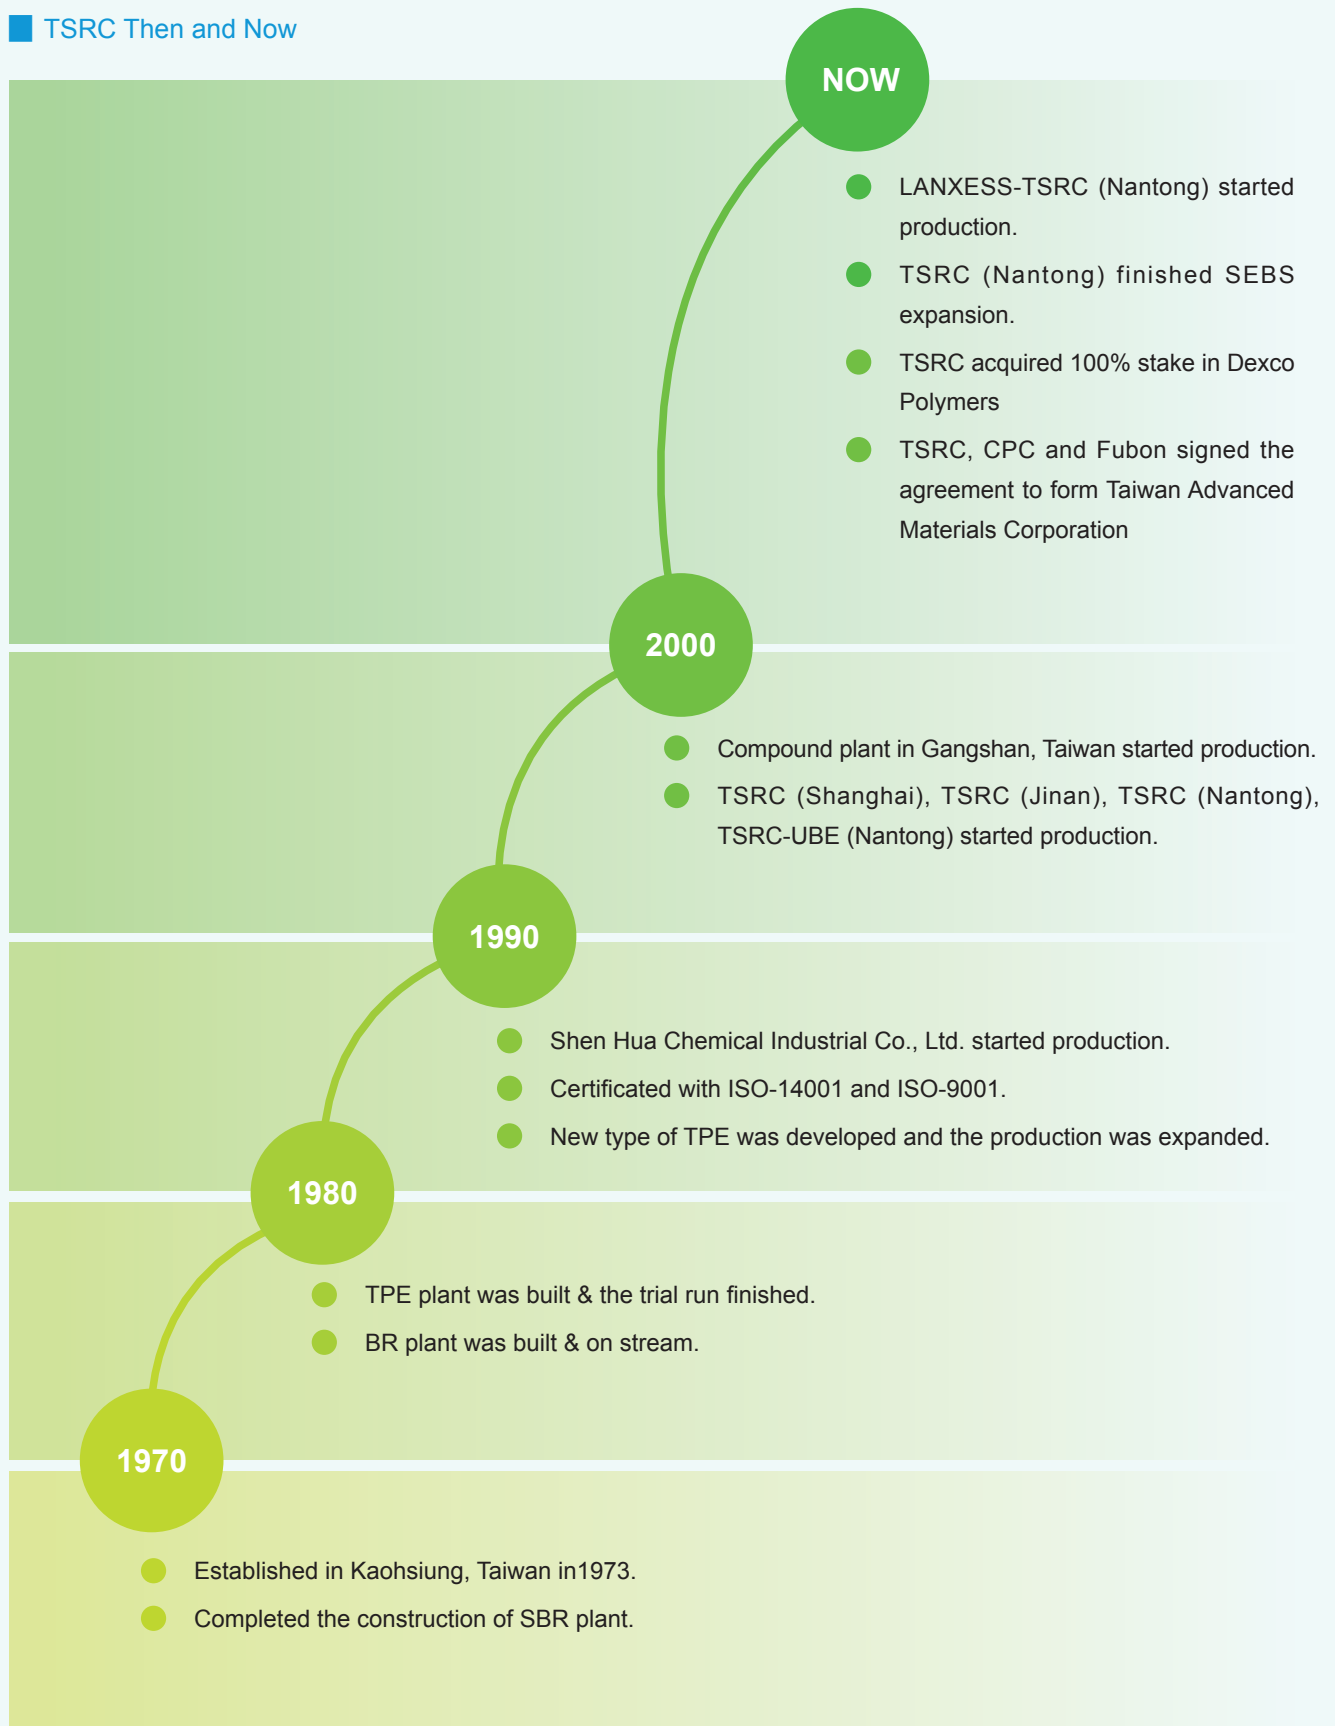 TSRC Then and Now
NOW
LANXESS-TSRC (Nantong) started
production.
TSRC (Nantong) finished SEBS
expansion.
TSRC acquired 100% stake in Dexco
Polymers
TSRC, CPC and Fubon signed the
agreement to form Taiwan Advanced
Materials Corporation
2000
Compound plant in Gangshan, Taiwan started production.
TSRC (Shanghai), TSRC (Jinan), TSRC (Nantong),
TSRC-UBE (Nantong) started production.
1990
Shen Hua Chemical Industrial Co., Ltd. started production.
Certificated with ISO-14001 and ISO-9001.
New type of TPE was developed and the production was expanded.
1980
TPE plant was built & the trial run finished.
BR plant was built & on stream.
1970
Established in Kaohsiung, Taiwan in1973.
Completed the construction of SBR plant.